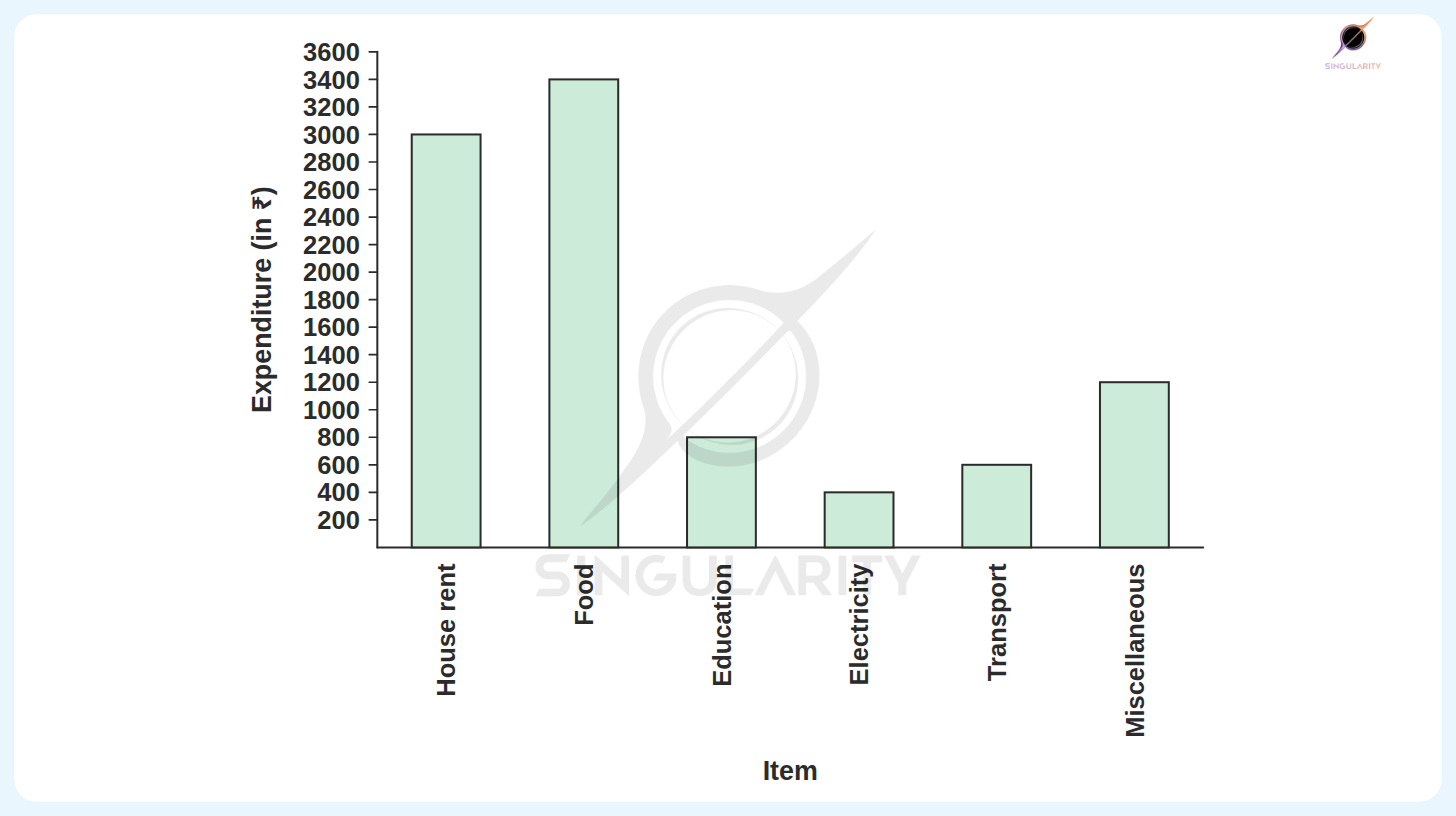 SINGULARITY
3600
3400
3200
3000
2800
2600
2400
2200
2000
1800
1600
1400
1200
1000
800
600
400
200
Expenditure (in ₹)
SINGULARITY
House rent
Food
Education
Electricity
Transport
Miscellaneous
Item